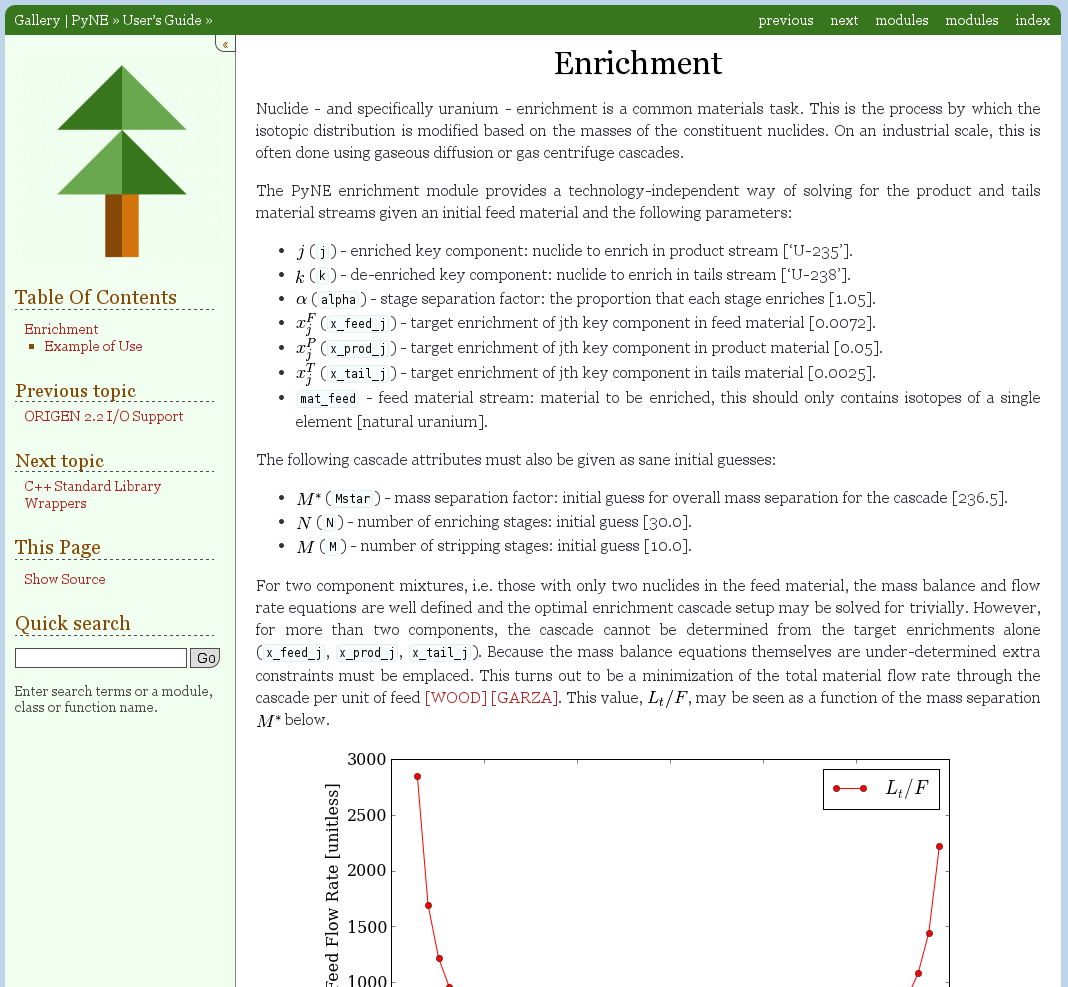 Gallery | PyNE » User's Guide »
previous next modules modules index
«
Table Of Contents
Enrichment
Example of Use
Previous topic
ORIGEN 2.2 I/O Support
Next topic
C++ Standard Library
Wrappers
This Page
Show Source
Quick search
Go
Enter search terms or a module,
class or function name.
Enrichment
Nuclide - and specifically uranium - enrichment is a common materials task. This is the process by which the
isotopic distribution is modified based on the masses of the constituent nuclides. On an industrial scale, this is
often done using gaseous diffusion or gas centrifuge cascades.
The PyNE enrichment module provides a technology-independent way of solving for the product and tails
material streams given an initial feed material and the following parameters:
• j ( j ) - enriched key component: nuclide to enrich in product stream [‘U-235’].
• k ( k ) - de-enriched key component: nuclide to enrich in tails stream [‘U-238’].
• α ( alpha ) - stage separation factor: the proportion that each stage enriches [1.05].
• x_j^F ( x_feed_j ) - target enrichment of jth key component in feed material [0.0072].
• x_j^P ( x_prod_j ) - target enrichment of jth key component in product material [0.05].
• x_j^T ( x_tail_j ) - target enrichment of jth key component in tails material [0.0025].
• mat_feed - feed material stream: material to be enriched, this should only contains isotopes of a single
element [natural uranium].
The following cascade attributes must also be given as sane initial guesses:
• M* ( Mstar ) - mass separation factor: initial guess for overall mass separation for the cascade [236.5].
• N ( N ) - number of enriching stages: initial guess [30.0].
• M ( M ) - number of stripping stages: initial guess [10.0].
For two component mixtures, i.e. those with only two nuclides in the feed material, the mass balance and flow
rate equations are well defined and the optimal enrichment cascade setup may be solved for trivially. However,
for more than two components, the cascade cannot be determined from the target enrichments alone
( x_feed_j , x_prod_j , x_tail_j ). Because the mass balance equations themselves are under-determined extra
constraints must be emplaced. This turns out to be a minimization of the total material flow rate through the
cascade per unit of feed [WOOD] [GARZA]. This value, L_t/F, may be seen as a function of the mass separation
M* below.
3000
2500
2000
1500
1000
Feed Flow Rate [unitless]
L_t/F